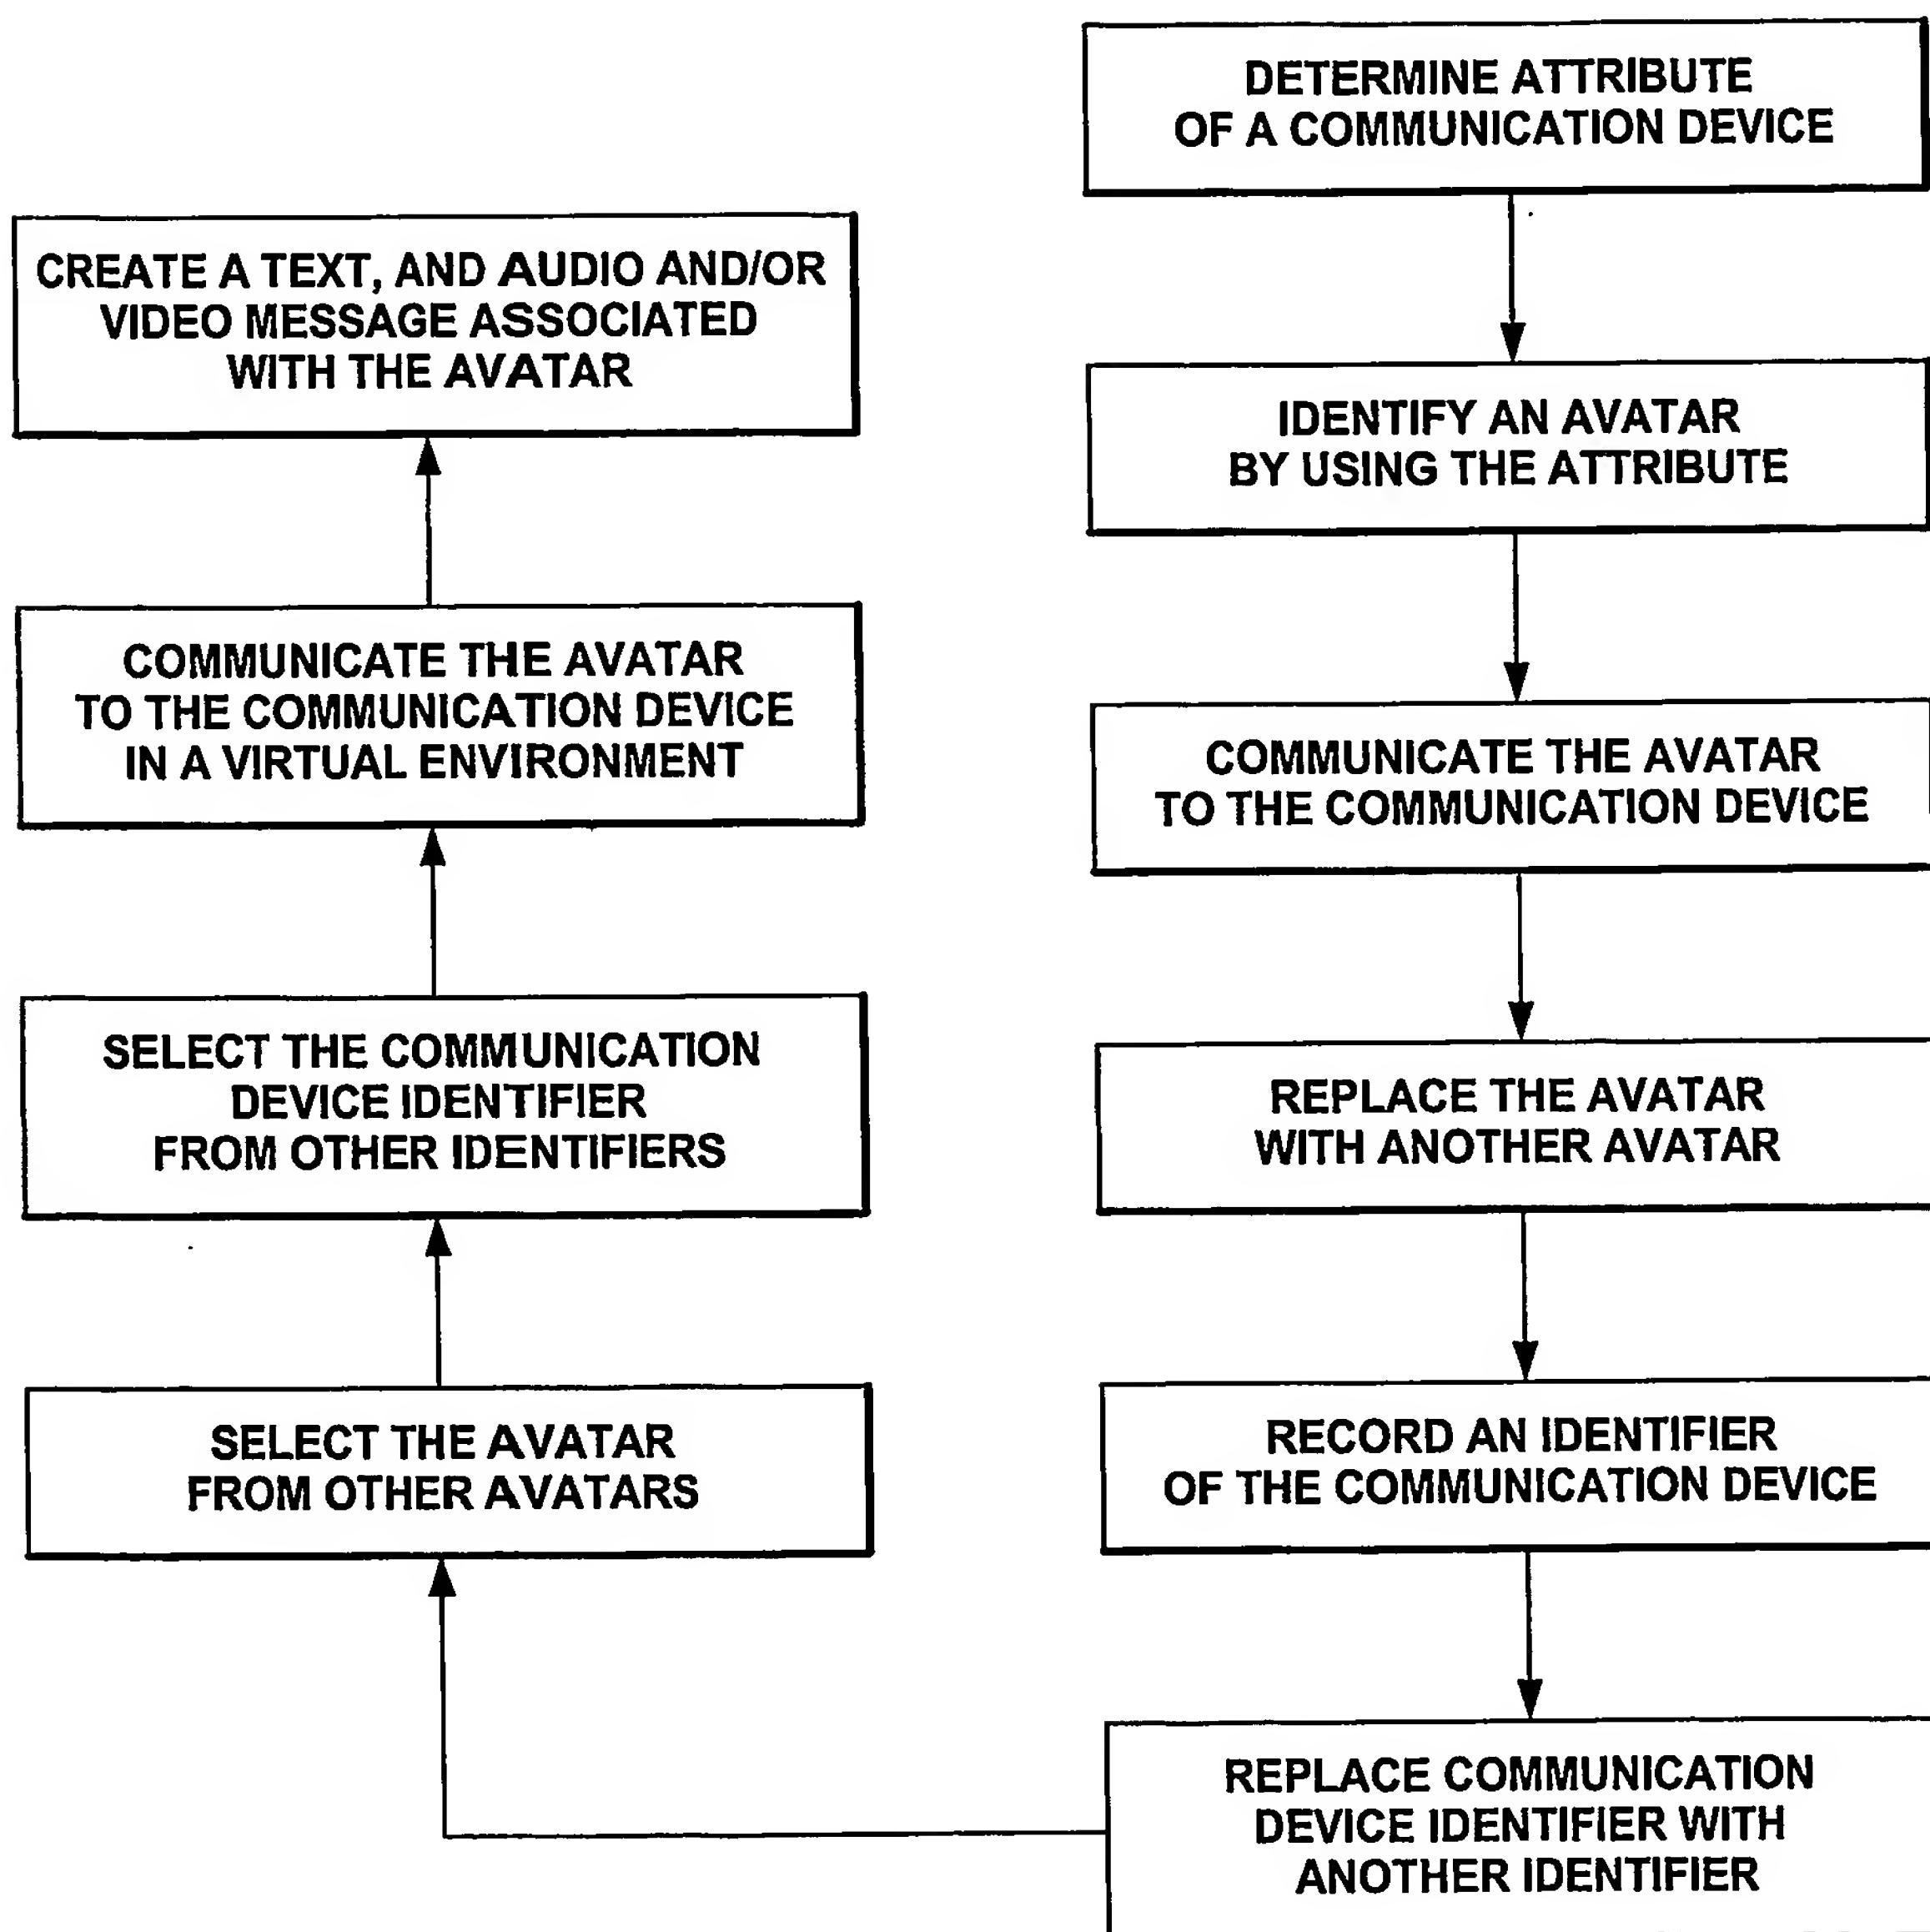 DETERMINE ATTRIBUTE
OF A COMMUNICATION DEVICE
IDENTIFY AN AVATAR
BY USING THE ATTRIBUTE
COMMUNICATE THE AVATAR
TO THE COMMUNICATION DEVICE
REPLACE THE AVATAR
WITH ANOTHER AVATAR
RECORD AN IDENTIFIER
OF THE COMMUNICATION DEVICE
REPLACE COMMUNICATION
DEVICE IDENTIFIER WITH
ANOTHER IDENTIFIER
SELECT THE AVATAR
FROM OTHER AVATARS
SELECT THE COMMUNICATION
DEVICE IDENTIFIER
FROM OTHER IDENTIFIERS
COMMUNICATE THE AVATAR
TO THE COMMUNICATION DEVICE
IN A VIRTUAL ENVIRONMENT
CREATE A TEXT, AND AUDIO AND/OR
VIDEO MESSAGE ASSOCIATED
WITH THE AVATAR